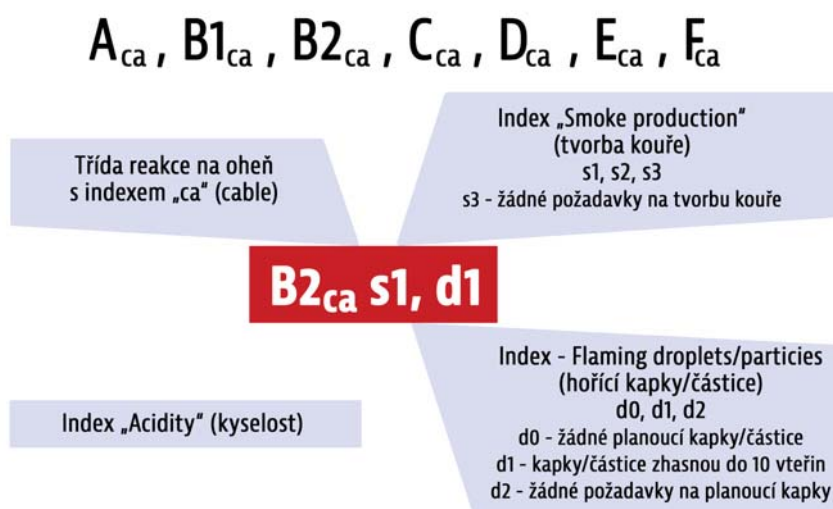 Aca , B1ca , B2ca , Cca , Dca , Eca , Fca
Třída reakce na oheň
s indexem „ca“ (cable)
Index „Smoke production“
(tvorba kouře)
s1, s2, s3
s3 - žádné požadavky na tvorbu kouře
B2ca s1, d1
Index „Acidity“ (kyselost)
Index - Flaming droplets/particies
(hořící kapky/částice)
d0, d1, d2
d0 - žádné planoucí kapky/částice
d1 - kapky/částice zhasnou do 10 vteřin
d2 - žádné požadavky na planoucí kapky